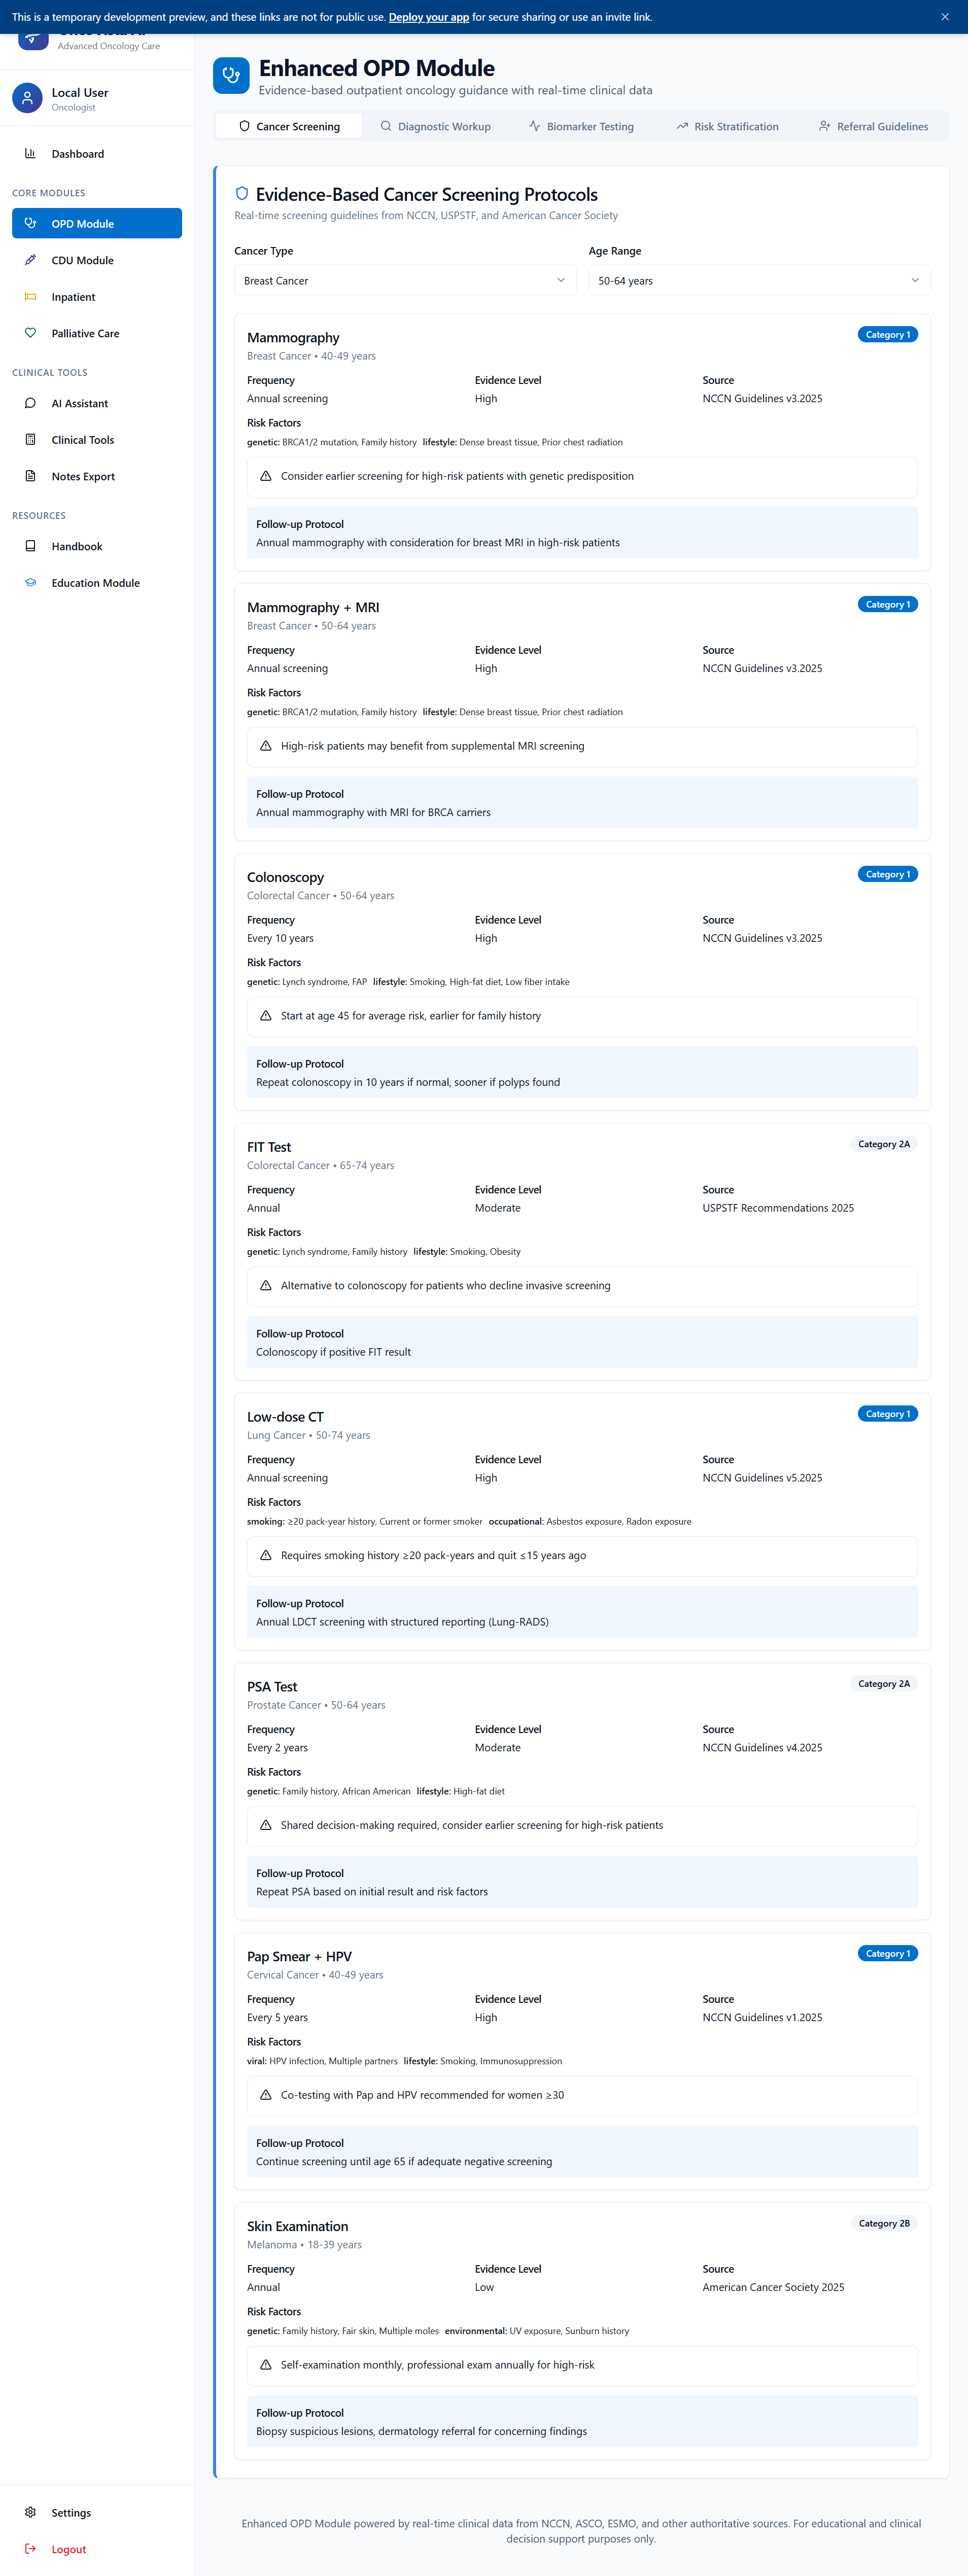 This is a temporary development preview, and these links are not for public use. Deploy your app for secure sharing or use an invite link.
Advanced Oncology Care
Local User
Oncologist
Dashboard
CORE MODULES
OPD Module
CDU Module
Inpatient
Palliative Care
CLINICAL TOOLS
AI Assistant
Clinical Tools
Notes Export
RESOURCES
Handbook
Education Module
Settings
Logout
Enhanced OPD Module
Evidence-based outpatient oncology guidance with real-time clinical data
Cancer Screening
Diagnostic Workup
Biomarker Testing
Risk Stratification
Referral Guidelines
Evidence-Based Cancer Screening Protocols
Real-time screening guidelines from NCCN, USPSTF, and American Cancer Society
Cancer Type
Age Range
Breast Cancer
50-64 years
Mammography
Category 1
Breast Cancer • 40-49 years
Frequency
Evidence Level
Source
Annual screening
High
NCCN Guidelines v3.2025
Risk Factors
genetic: BRCA1/2 mutation, Family history lifestyle: Dense breast tissue, Prior chest radiation
Consider earlier screening for high-risk patients with genetic predisposition
Follow-up Protocol
Annual mammography with consideration for breast MRI in high-risk patients
Mammography + MRI
Category 1
Breast Cancer • 50-64 years
Frequency
Evidence Level
Source
Annual screening
High
NCCN Guidelines v3.2025
Risk Factors
genetic: BRCA1/2 mutation, Family history lifestyle: Dense breast tissue, Prior chest radiation
High-risk patients may benefit from supplemental MRI screening
Follow-up Protocol
Annual mammography with MRI for BRCA carriers
Colonoscopy
Category 1
Colorectal Cancer • 50-64 years
Frequency
Evidence Level
Source
Every 10 years
High
NCCN Guidelines v3.2025
Risk Factors
genetic: Lynch syndrome, FAP lifestyle: Smoking, High-fat diet, Low fiber intake
Start at age 45 for average risk, earlier for family history
Follow-up Protocol
Repeat colonoscopy in 10 years if normal, sooner if polyps found
FIT Test
Category 2A
Colorectal Cancer • 65-74 years
Frequency
Evidence Level
Source
Annual
Moderate
USPSTF Recommendations 2025
Risk Factors
genetic: Lynch syndrome, Family history lifestyle: Smoking, Obesity
Alternative to colonoscopy for patients who decline invasive screening
Follow-up Protocol
Colonoscopy if positive FIT result
Low-dose CT
Category 1
Lung Cancer • 50-74 years
Frequency
Evidence Level
Source
Annual screening
High
NCCN Guidelines v5.2025
Risk Factors
smoking: ≥20 pack-year history, Current or former smoker occupational: Asbestos exposure, Radon exposure
Requires smoking history ≥20 pack-years and quit ≤15 years ago
Follow-up Protocol
Annual LDCT screening with structured reporting (Lung-RADS)
PSA Test
Category 2A
Prostate Cancer • 50-64 years
Frequency
Evidence Level
Source
Every 2 years
Moderate
NCCN Guidelines v4.2025
Risk Factors
genetic: Family history, African American lifestyle: High-fat diet
Shared decision-making required, consider earlier screening for high-risk patients
Follow-up Protocol
Repeat PSA based on initial result and risk factors
Pap Smear + HPV
Category 1
Cervical Cancer • 40-49 years
Frequency
Evidence Level
Source
Every 5 years
High
NCCN Guidelines v1.2025
Risk Factors
viral: HPV infection, Multiple partners lifestyle: Smoking, Immunosuppression
Co-testing with Pap and HPV recommended for women ≥30
Follow-up Protocol
Continue screening until age 65 if adequate negative screening
Skin Examination
Category 2B
Melanoma • 18-39 years
Frequency
Evidence Level
Source
Annual
Low
American Cancer Society 2025
Risk Factors
genetic: Family history, Fair skin, Multiple moles environmental: UV exposure, Sunburn history
Self-examination monthly, professional exam annually for high-risk
Follow-up Protocol
Biopsy suspicious lesions, dermatology referral for concerning findings
Enhanced OPD Module powered by real-time clinical data from NCCN, ASCO, ESMO, and other authoritative sources. For educational and clinical
decision support purposes only.